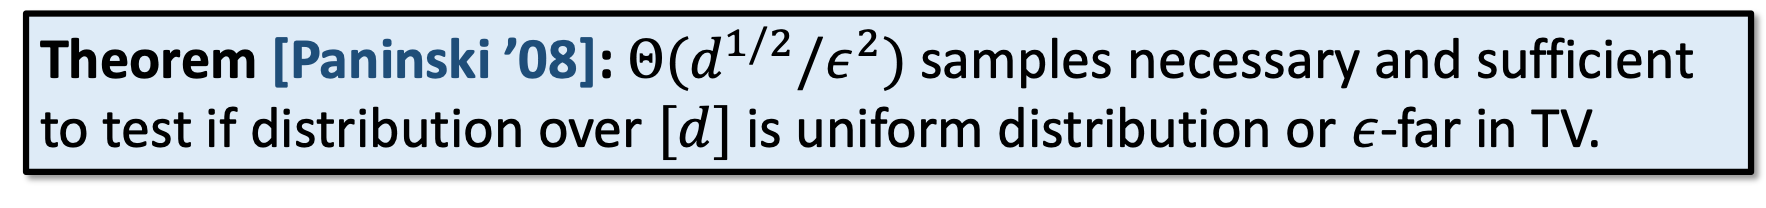 Theorem [Paninski ’08]: Θ(𝑑^{1/2}/𝜖^2) samples necessary and sufficient
to test if distribution over [𝑑] is uniform distribution or 𝜖-far in TV.